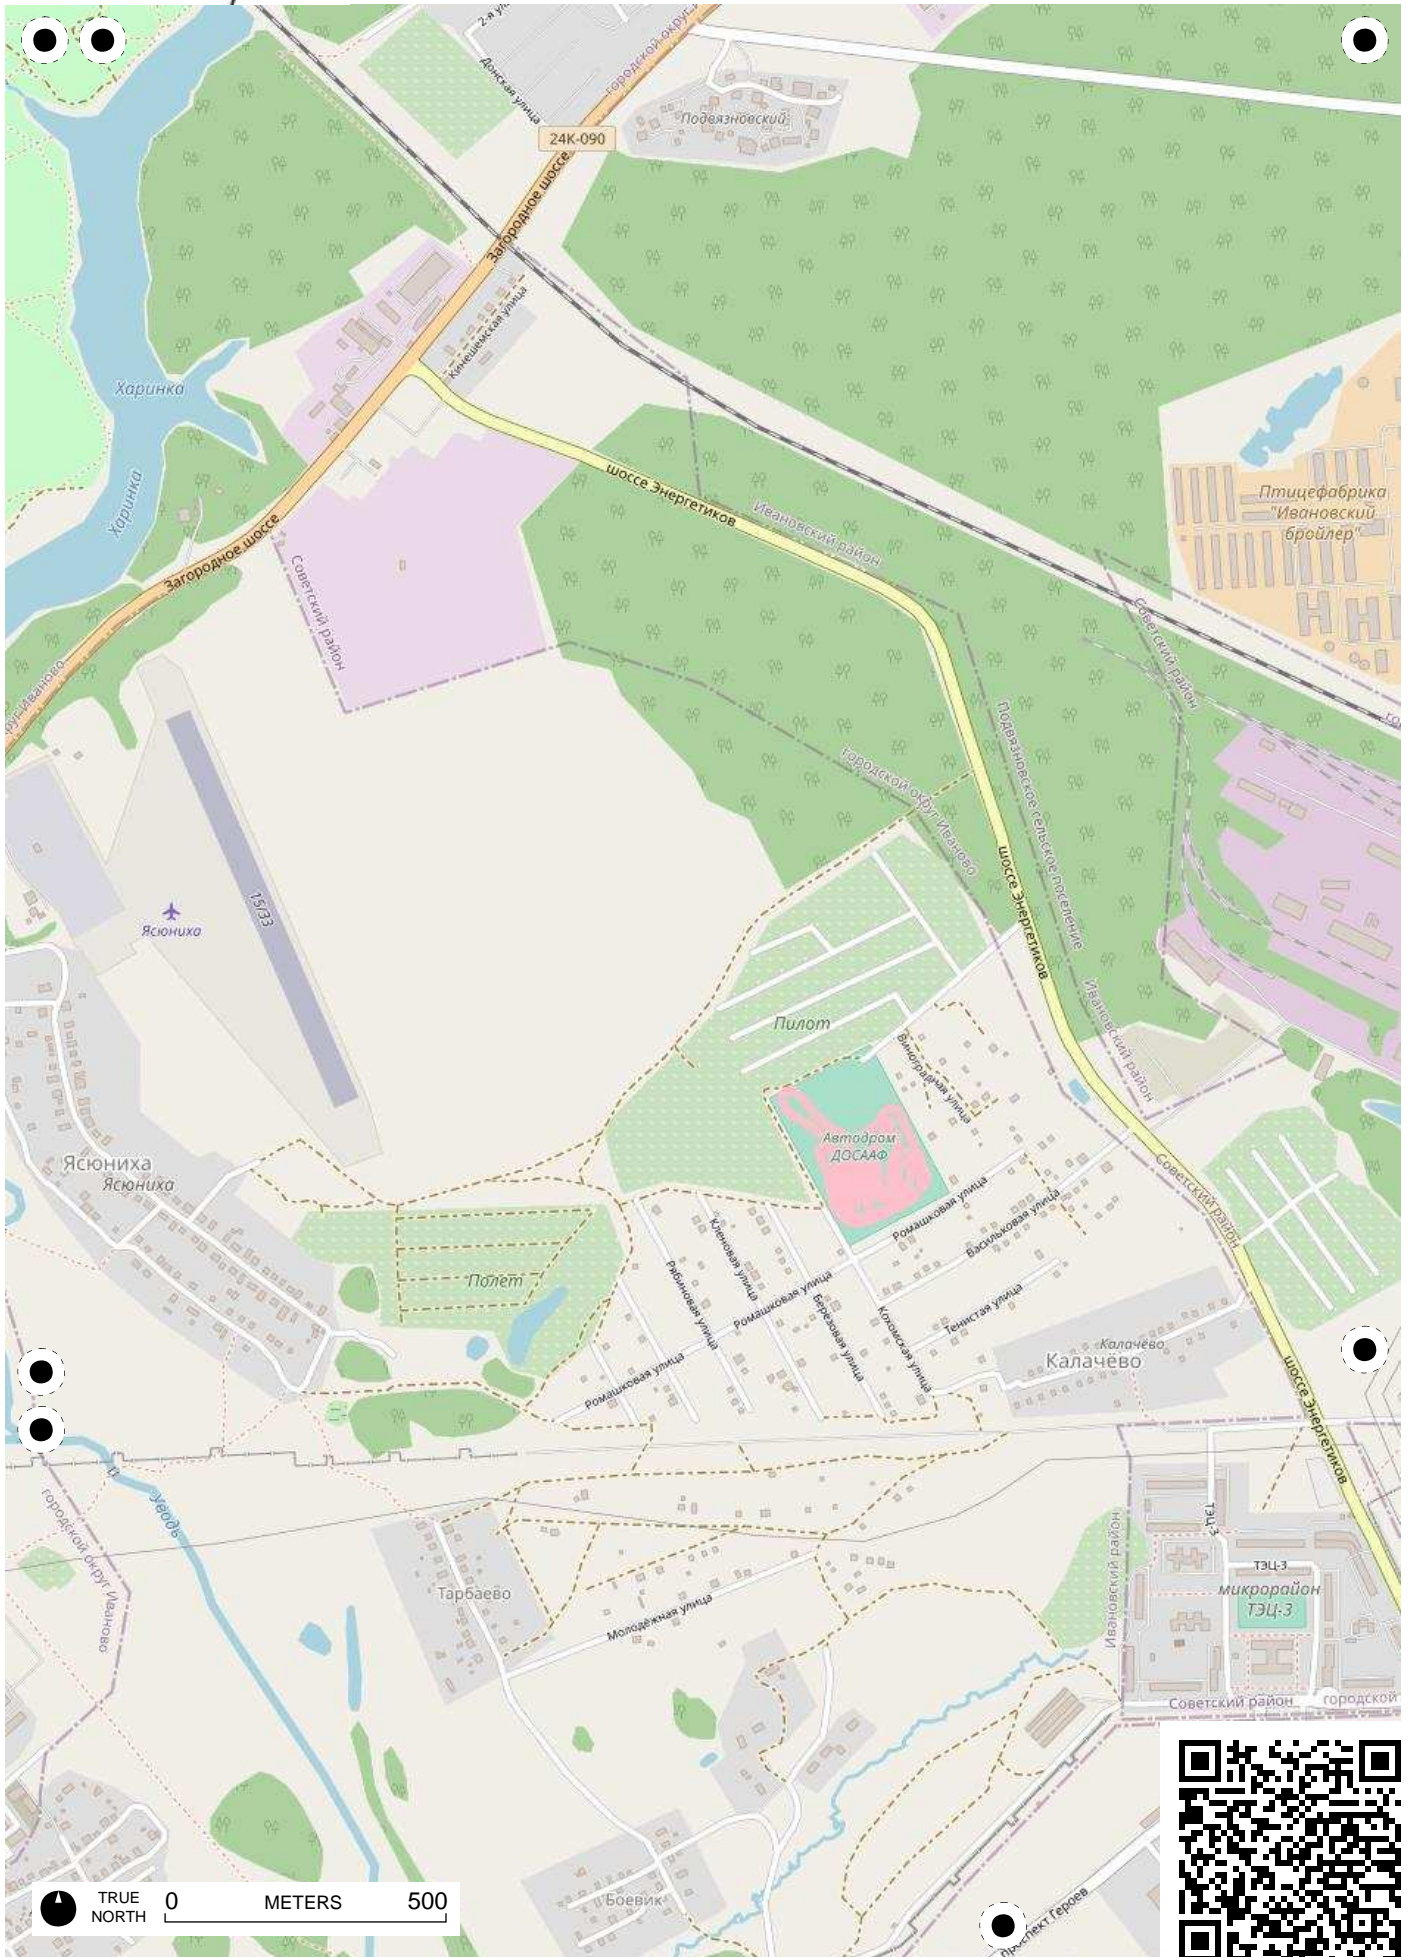 Донская улица
городской округ
Подвязновский
24К-090
Загородное шоссе
Кинешемская улица
Харинка
Харинка
шоссе Энергетиков
Ивановский район
Птицефабрика
"Ивановский
бройлер"
Загородное шоссе
Советский район
Советский район
Иваново
Подвязновское сельское поселение
городской округ Иваново
шоссе Энергетиков
15/33
Ясюниха
Пилот
Виноградная улица
Ивановский район
Автодром
ДОСААФ
Ясюниха
Ясюниха
Советский район
Ромашковая улица
Васильковая улица
Кленовая улица
Рябиновая улица
Полёт
Ромашковая улица
Берёзовая улица
Кохомская улица
Тенистая улица
Калачёво
Калачёво
Ромашковая улица
шоссе Энергетиков
Уводь
городской округ Иваново
ТЭЦ-3
Ивановский район
ТЭЦ-3
микрорайон
ТЭЦ-3
Тарбаево
Молодёжная улица
Советский район
городской
Боевик
проспект Героев
TRUE
NORTH
0 METERS 500